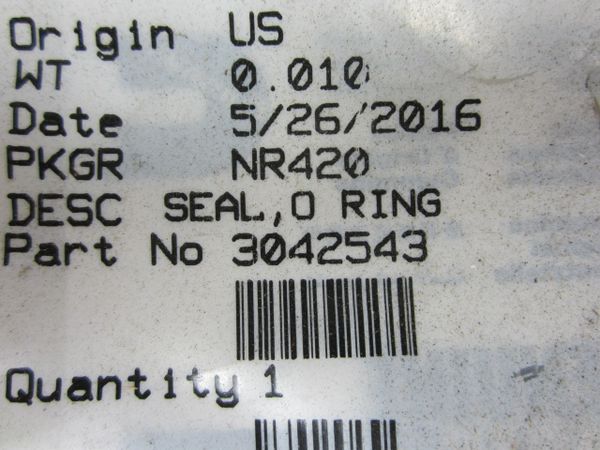 Origin US
WT 0.010
Date 5/26/2016
PKGR NR420
DESC SEAL,O RING
Part No 3042543
Quantity 1